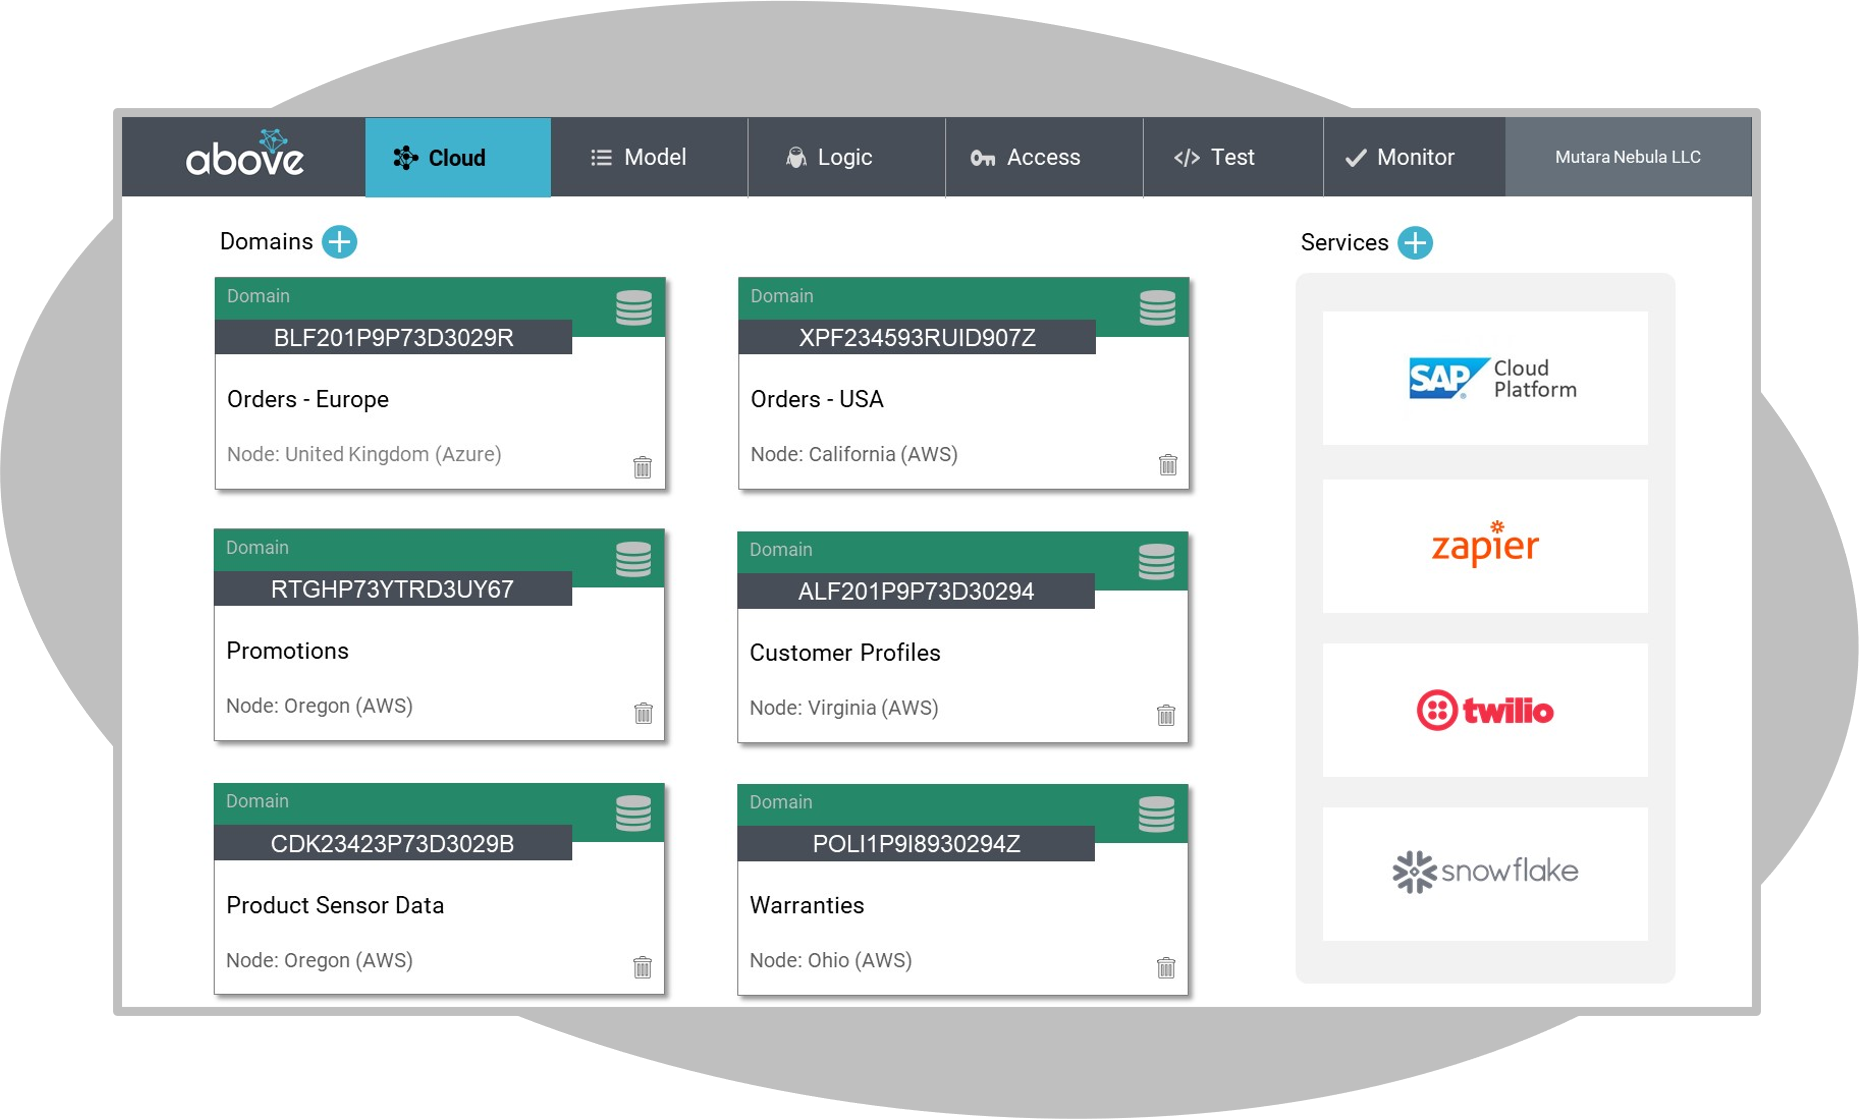 above
Cloud
Model
Logic
Access
Test
Monitor
Mutara Nebula LLC
Domains
Domain
BLF201P9P73D3029R
Orders - Europe
Node: United Kingdom (Azure)
Domain
XPF234593RUID907Z
Orders - USA
Node: California (AWS)
Domain
RTGHP73YTRD3UY67
Promotions
Node: Oregon (AWS)
Domain
ALF201P9P73D30294
Customer Profiles
Node: Virginia (AWS)
Domain
CDK23423P73D3029B
Product Sensor Data
Node: Oregon (AWS)
Domain
POLI1P9I8930294Z
Warranties
Node: Ohio (AWS)
Services
SAP® Cloud
Platform
zapier
twilio
snowflake